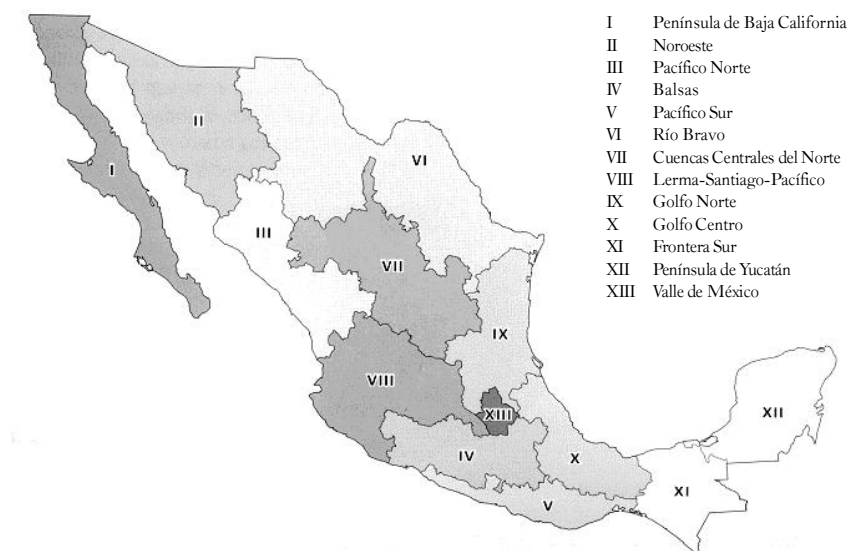 I Península de Baja California
II Noroeste
III Pacífico Norte
IV Balsas
V Pacífico Sur
VI Río Bravo
VII Cuencas Centrales del Norte
VIII Lerma-Santiago-Pacífico
IX Golfo Norte
X Golfo Centro
XI Frontera Sur
XII Península de Yucatán
XIII Valle de México
II
VI
I
III
VII
IX
VIII
XIII
XII
IV
X
XI
V